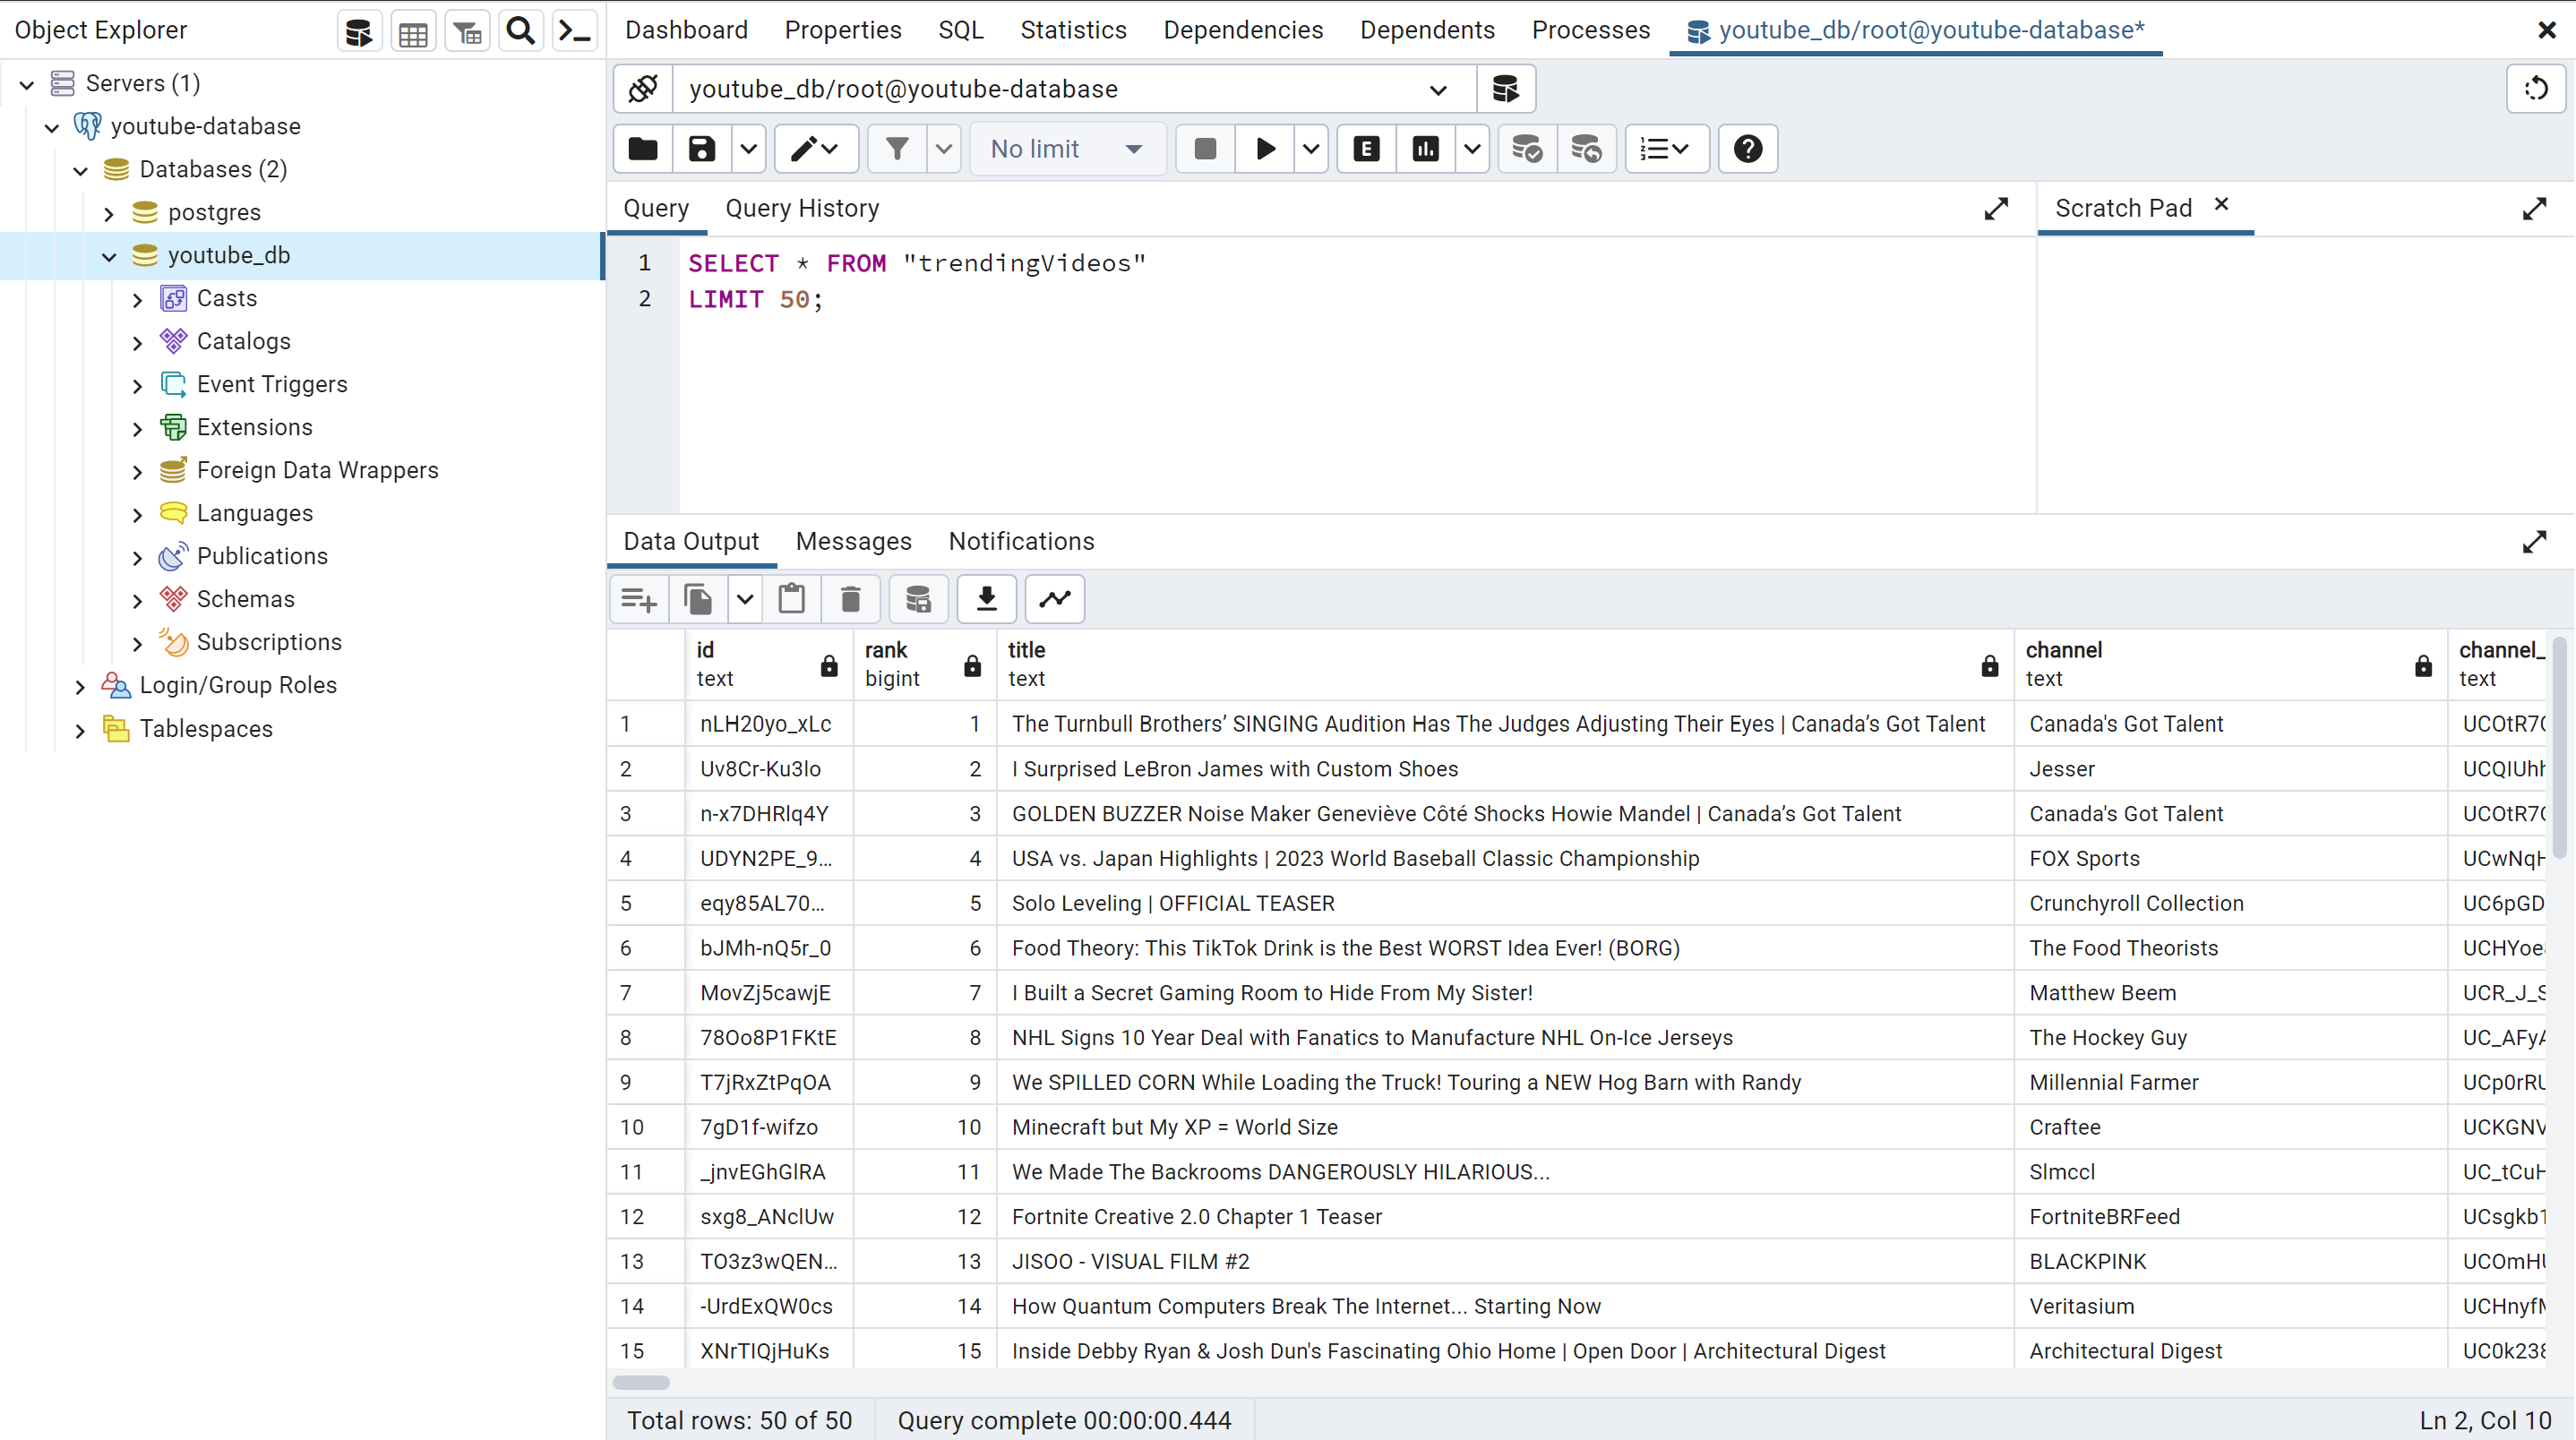 Object Explorer
Dashboard Properties SQL Statistics Dependencies Dependents Processes youtube_db/root@youtube-database*
Servers (1)
youtube-database
Databases (2)
postgres
youtube_db
Casts
Catalogs
Event Triggers
Extensions
Foreign Data Wrappers
Languages
Publications
Schemas
Subscriptions
Login/Group Roles
Tablespaces
youtube_db/root@youtube-database
No limit
E
Query Query History
Scratch Pad
1 SELECT * FROM "trendingVideos"
2 LIMIT 50;
Data Output Messages Notifications
id rank title channel channel_
text bigint text text text
1 nLH20yo_xLc 1 The Turnbull Brothers’ SINGING Audition Has The Judges Adjusting Their Eyes | Canada’s Got Talent Canada's Got Talent UCOtR7
2 Uv8Cr-Ku3lo 2 I Surprised LeBron James with Custom Shoes Jesser UCQIUh
3 n-x7DHRlq4Y 3 GOLDEN BUZZER Noise Maker Geneviève Côté Shocks Howie Mandel | Canada’s Got Talent Canada's Got Talent UCOtR7
4 UDYN2PE_9... 4 USA vs. Japan Highlights | 2023 World Baseball Classic Championship FOX Sports UCwNq
5 eqy85AL70... 5 Solo Leveling | OFFICIAL TEASER Crunchyroll Collection UC6pGD
6 bJMh-nQ5r_0 6 Food Theory: This TikTok Drink is the Best WORST Idea Ever! (BORG) The Food Theorists UCHYoe
7 MovZj5cawjE 7 I Built a Secret Gaming Room to Hide From My Sister! Matthew Beem UCR_J_S
8 78Oo8P1FKtE 8 NHL Signs 10 Year Deal with Fanatics to Manufacture NHL On-Ice Jerseys The Hockey Guy UC_AFy
9 T7jRxZtPqOA 9 We SPILLED CORN While Loading the Truck! Touring a NEW Hog Barn with Randy Millennial Farmer UCp0rRU
10 7gD1f-wifzo 10 Minecraft but My XP = World Size Craftee UCKGNV
11 _jnvEGhGlRA 11 We Made The Backrooms DANGEROUSLY HILARIOUS... Slmccl UC_tCu
12 sxg8_ANclUw 12 Fortnite Creative 2.0 Chapter 1 Teaser FortniteBRFeed UCsgkb1
13 TO3z3wQEN... 13 JISOO - VISUAL FILM #2 BLACKPINK UCOmH
14 -UrdExQW0cs 14 How Quantum Computers Break The Internet... Starting Now Veritasium UCHnyf
15 XNrTIQjHuKs 15 Inside Debby Ryan & Josh Dun's Fascinating Ohio Home | Open Door | Architectural Digest Architectural Digest UC0k238
Total rows: 50 of 50 Query complete 00:00:00.444 Ln 2, Col 10